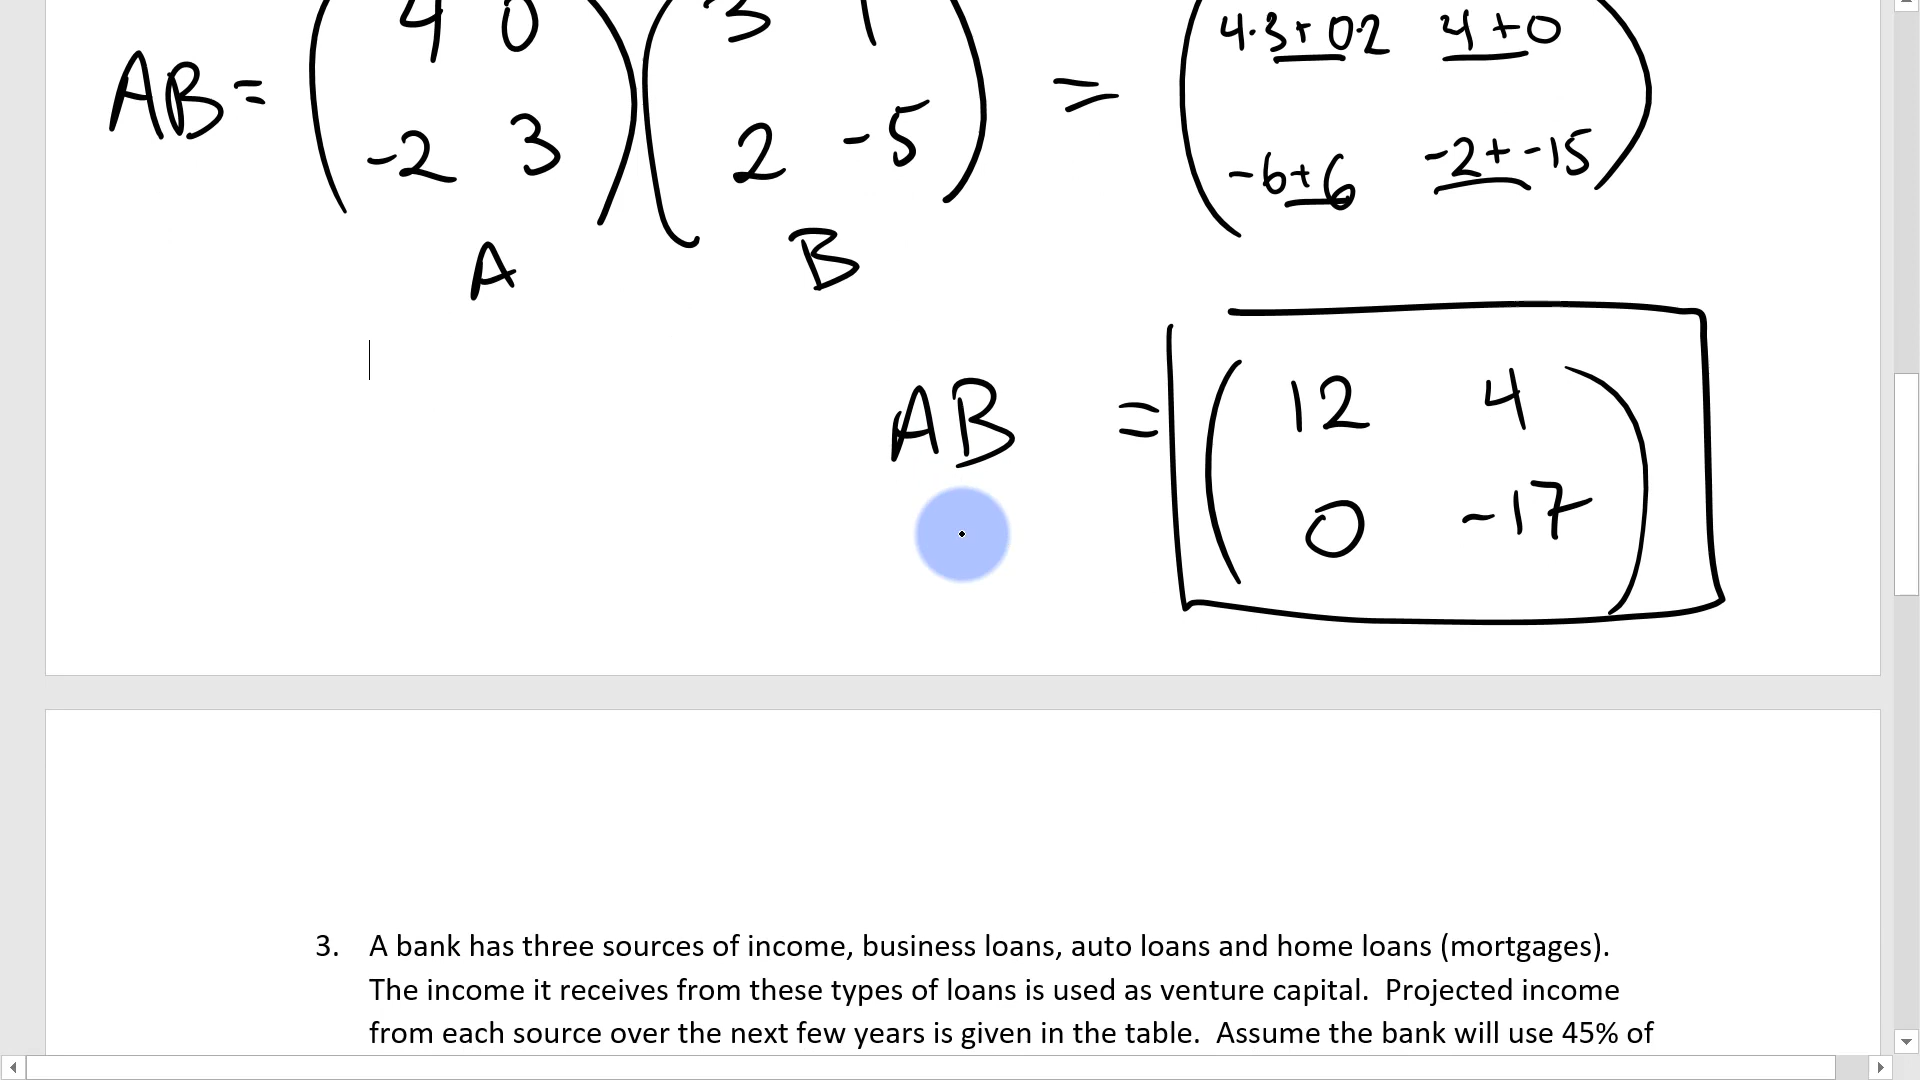 4 0 3 1 4·3+0·2 4+0
AB=
=
-2 3 2 -5 -6+6 -2+-15
A B
12 4
AB =
0 -17
3. A bank has three sources of income, business loans, auto loans and home loans (mortgages).
The income it receives from these types of loans is used as venture capital. Projected income
from each source over the next few years is given in the table. Assume the bank will use 45% of